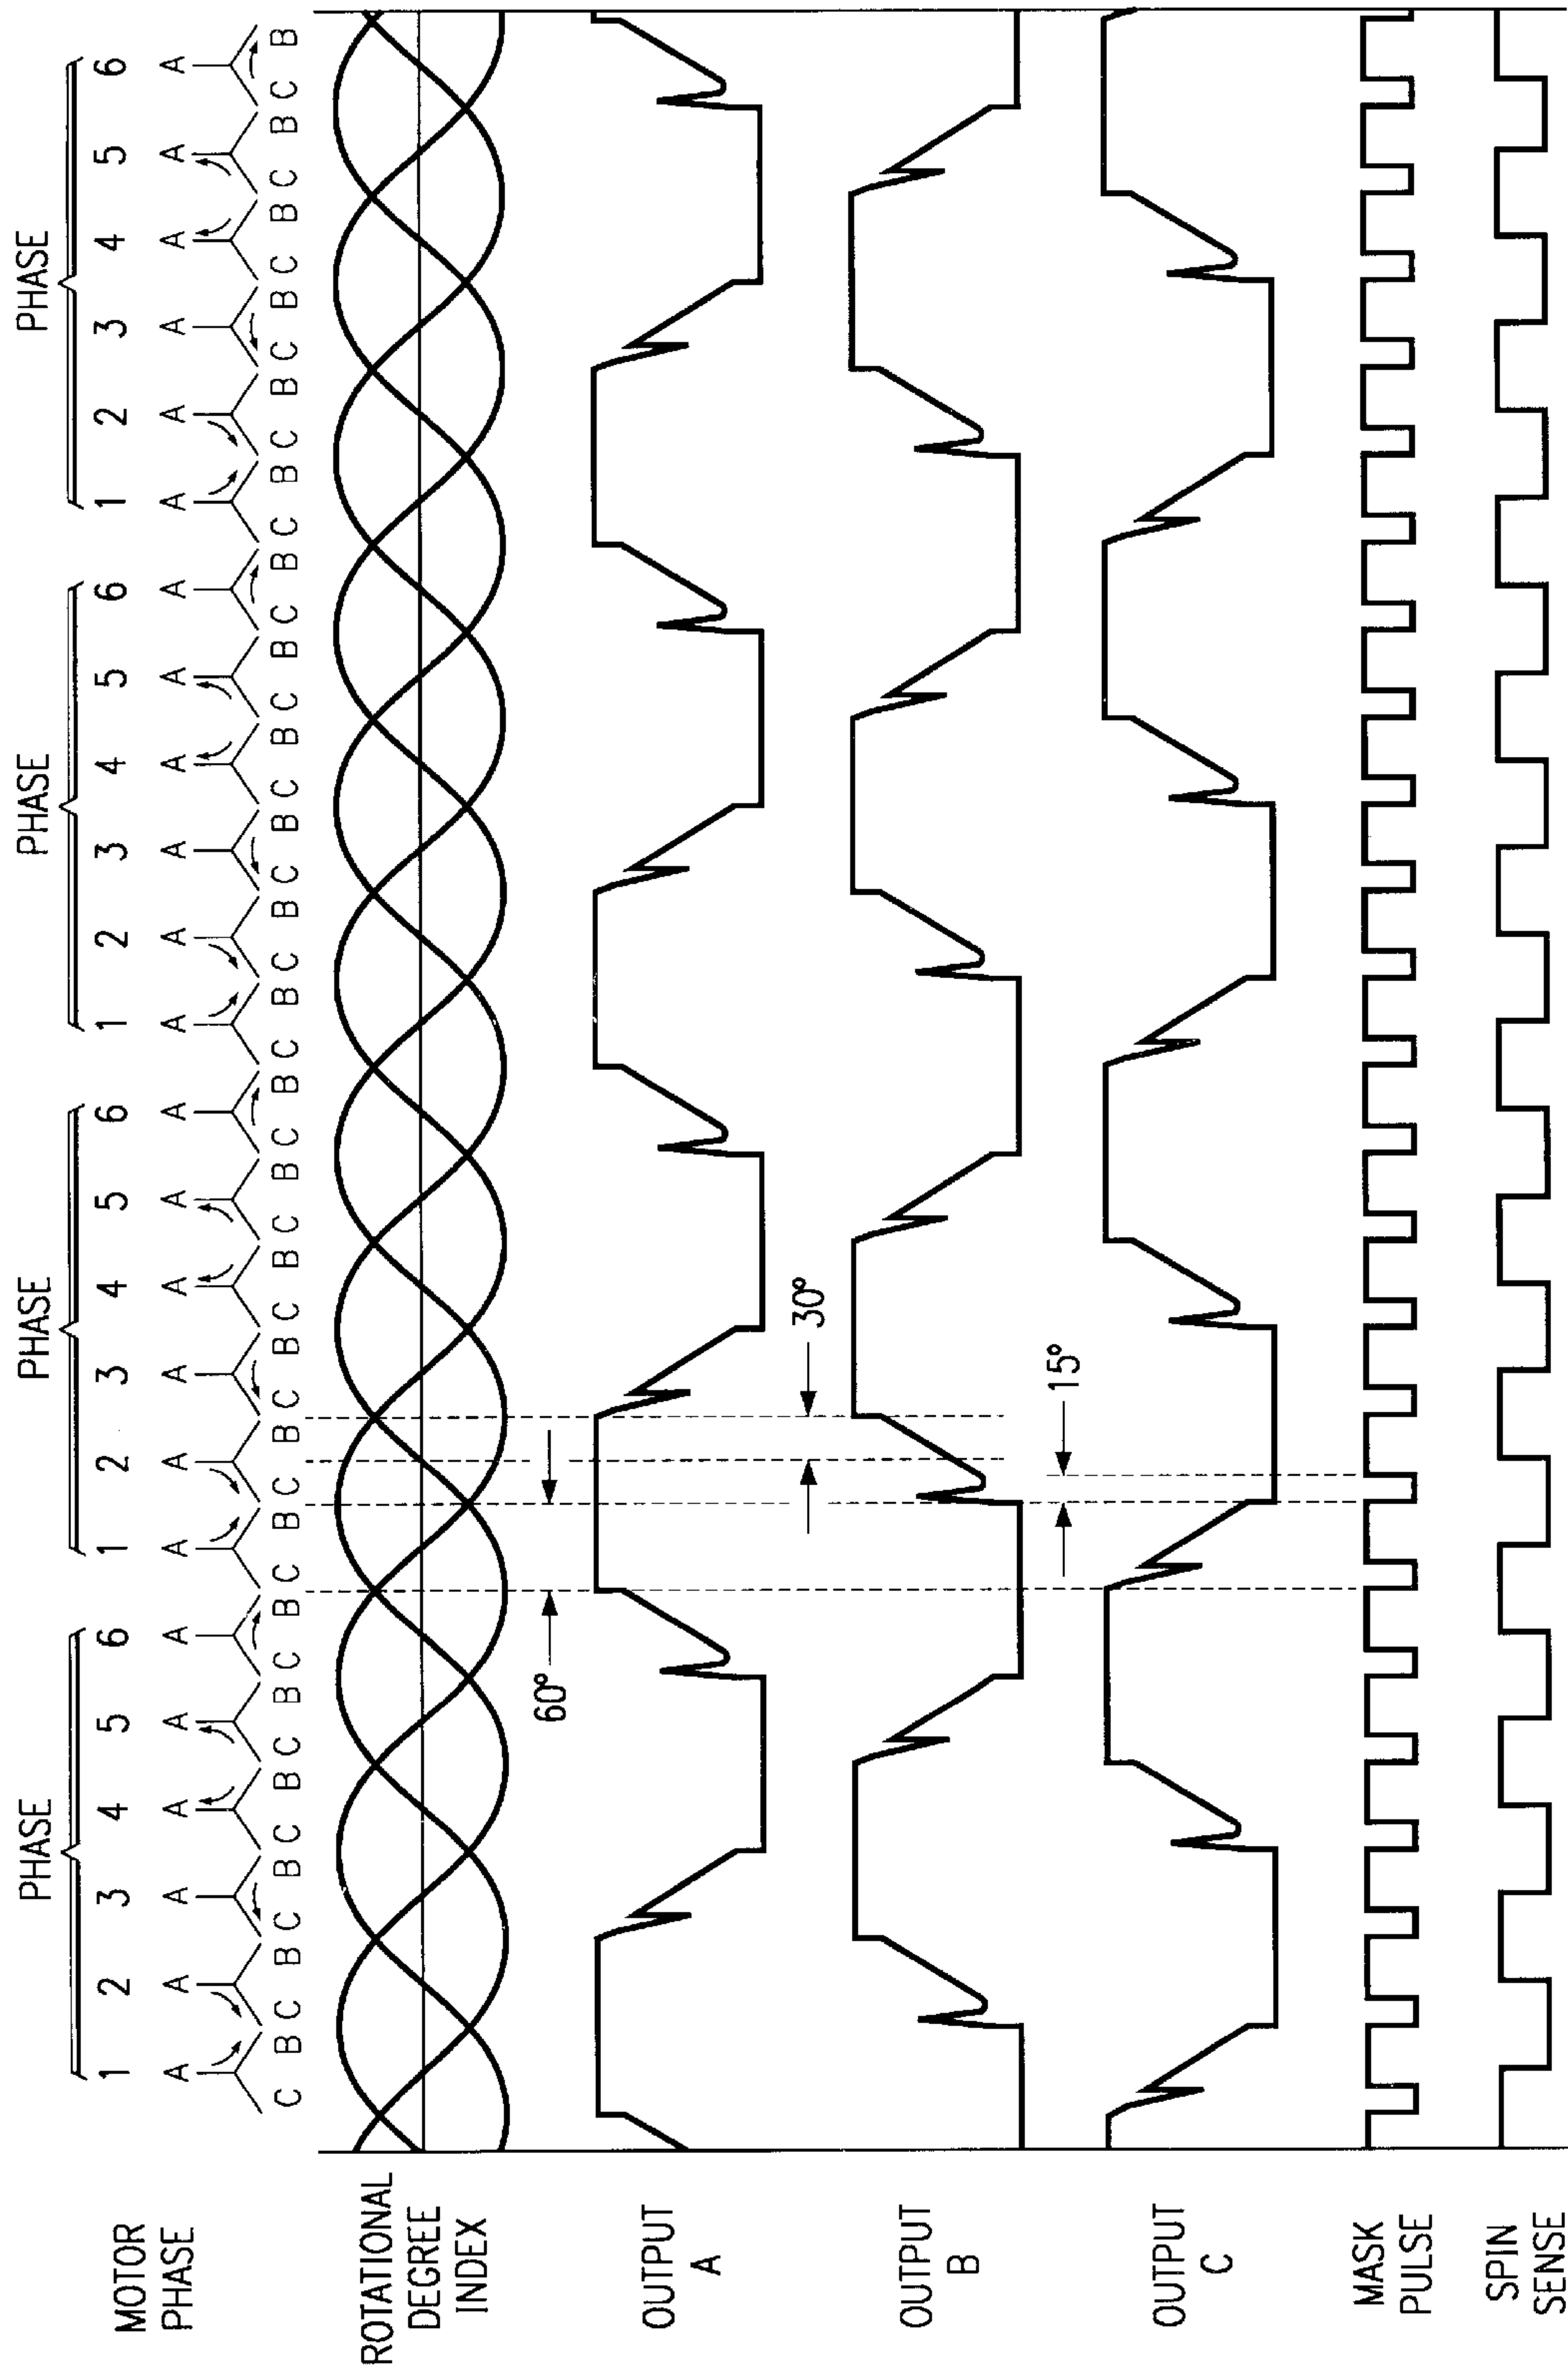 PHASE PHASE PHASE PHASE
MOTOR 1 2 3 4 5 6 1 2 3 4 5 6 1 2 3 4 5 6 1 2 3 4 5 6
PHASE A A A A A A A A A A A A A A A A A A A A A A A A
C B C B C B C B C B C B C B C B C B C B C B C B C B C B C B C B C B C B C B C B C B C B C B C B
ROTATIONAL
DEGREE
INDEX
60°
OUTPUT
A
30°
OUTPUT
B
15°
OUTPUT
C
MASK
PULSE
SPIN
SENSE